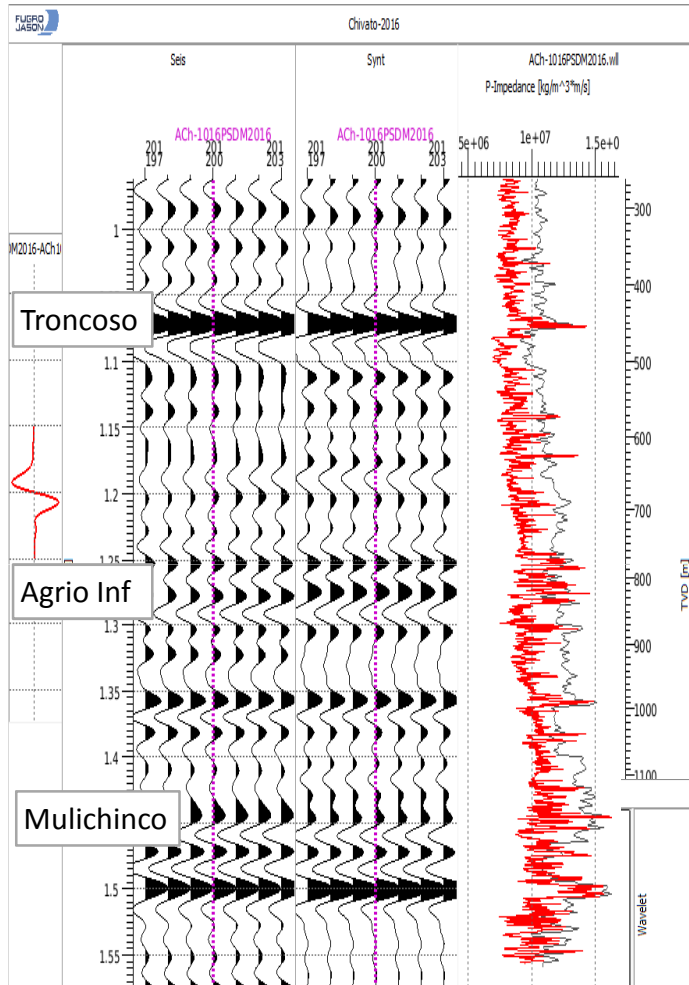 FUGRO
JASON
Chivato-2016
Seis
Synt
ACh-1016PSDM2016.wll
P-Impedance [kg/m^3*m/s]
ACh-1016PSDM2016
ACh-1016PSDM2016
201 201 201 201 201 201
197 200 203 197 200 203
5e+06 1e+07 1.5e+0
M2016-ACh1
1
1.1
1.15
1.2
1.25
1.3
1.35
1.4
1.5
1.55
Troncoso
Agrio Inf
Mulichinco
300
400
500
600
700
800
900
1000
1100
TVD [m]
Wavelet